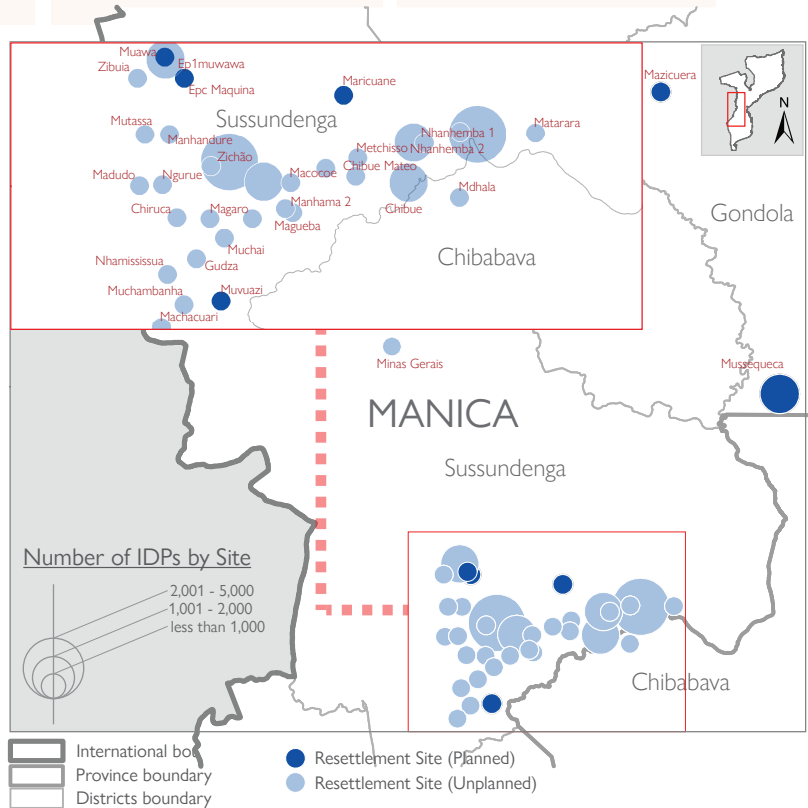 Muawa
Ep1muwawa
Zibuia
Epc Maquina
Maricuane
Mazicuera
N
Sussundenga
Mutassa
Manhandure
Nhanhemba 1
Matarara
Metchisso
Nhanhemba 2
Zichão
Chibue Mateo
Madudo
Ngurue
Macocoe
Mdhala
Manhama 2
Chiruca
Magaro
Chibue
Gondola
Magueba
Muchai
Chibabava
Nhamississua
Gudza
Muchambanha
Muvuazi
Machacuari
Minas Gerais
Mussequeca
MANICA
Sussundenga
Number of IDPs by Site
2,001 - 5,000
1,001 - 2,000
less than 1,000
Chibabava
International bo
Province boundary
Districts boundary
Resettlement Site (Planned)
Resettlement Site (Unplanned)